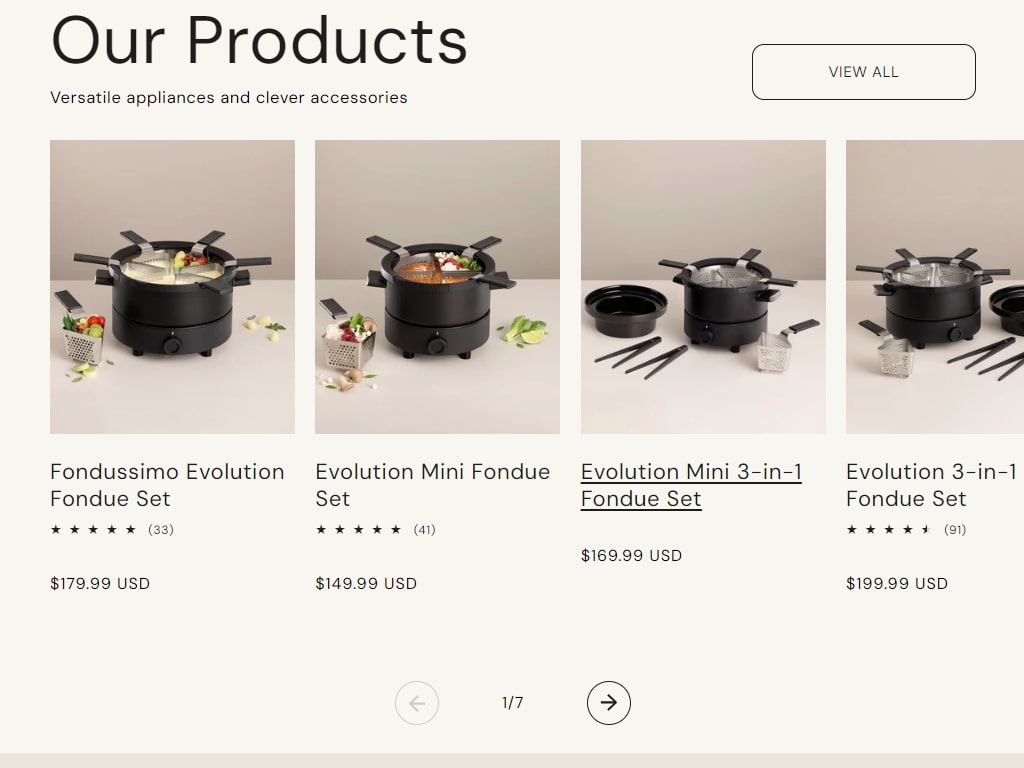 Our Products
VIEW ALL
Versatile appliances and clever accessories
Fondussimo Evolution
Fondue Set
★ ★ ★ ★ ★ (33)
$179.99 USD
Evolution Mini Fondue
Set
★ ★ ★ ★ ★ (41)
$149.99 USD
Evolution Mini 3-in-1
Fondue Set
$169.99 USD
Evolution 3-in-1
Fondue Set
(91)
$199.99 USD
1/7